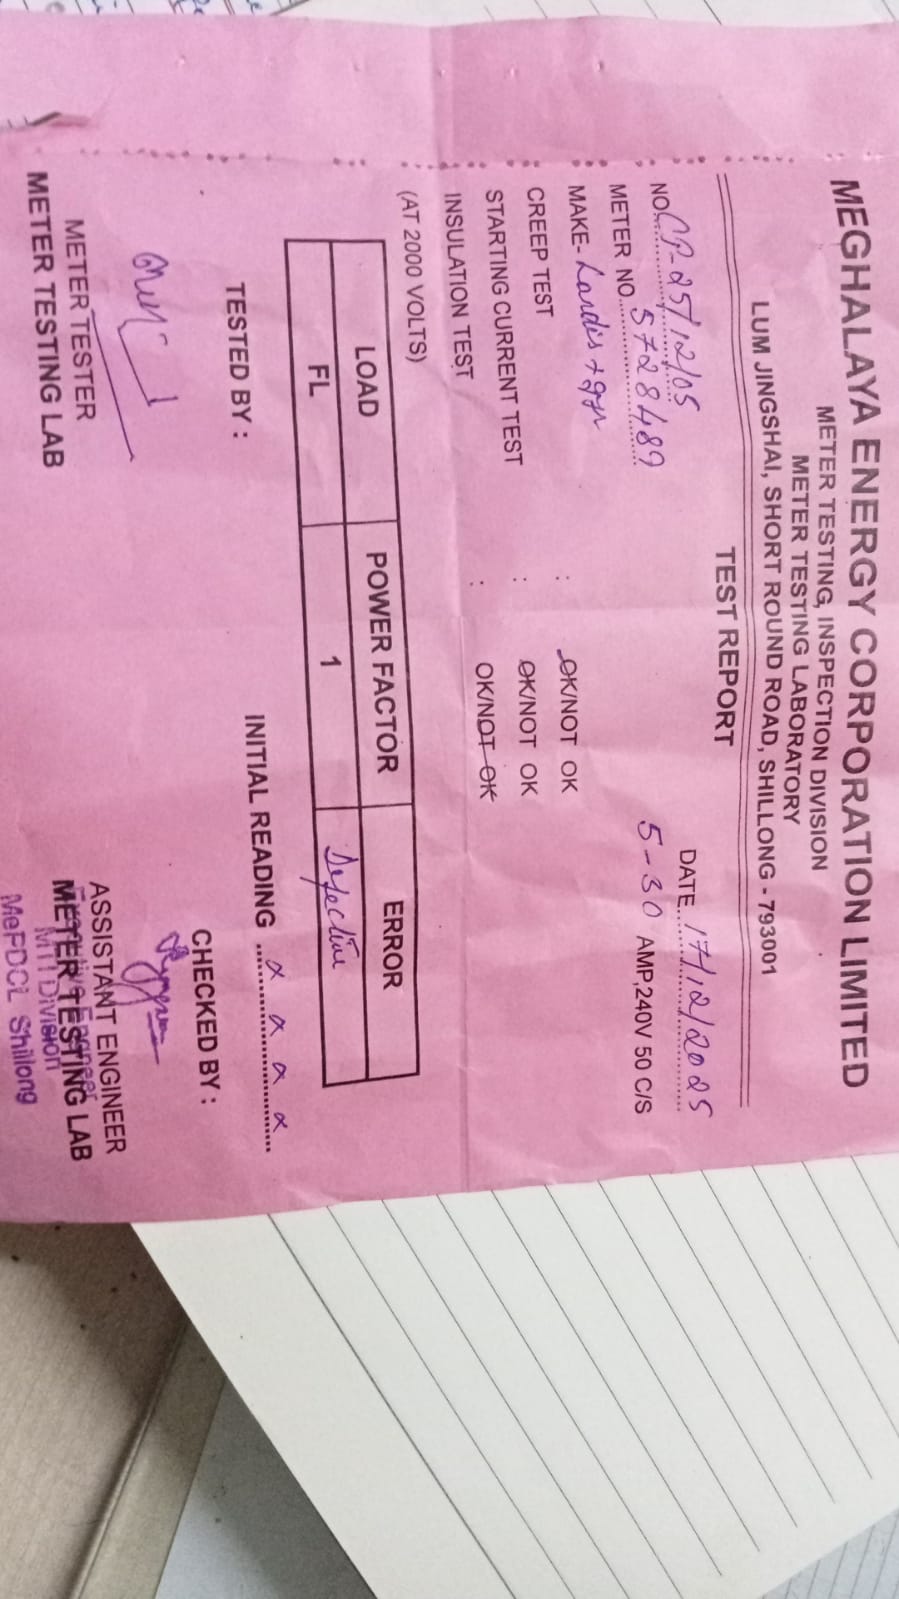 MEGHALAYA ENERGY CORPORATION LIMITED
METER TESTING, INSPECTION DIVISION
METER TESTING LABORATORY
LUM JINGSHAI, SHORT ROUND ROAD, SHILLONG - 793001
TEST REPORT
NO. CP-25/12/05 DATE 17/12/2025
METER NO. 5728489 5-30 AMP,240V 50 C/S
MAKE- Landis + gyr
CREEP TEST : OK/NOT OK
STARTING CURRENT TEST : OK/NOT OK
INSULATION TEST : OK/NOT OK
(AT 2000 VOLTS)
LOAD POWER FACTOR ERROR
FL 1 Defective
INITIAL READING x x x x
TESTED BY : CHECKED BY :
METER TESTER ASSISTANT ENGINEER
METER TESTING LAB METER TESTING LAB
Executive Engineer
MTI Division
MePDCL Shillong